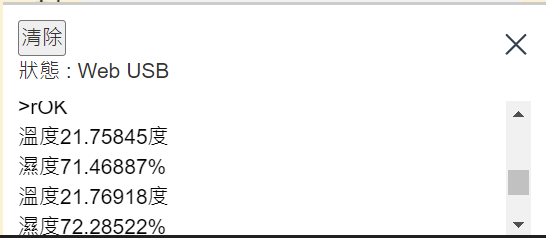 清除
狀態 : Web USB
>rOK
溫度21.75845度
濕度71.46887%
溫度21.76918度
濕度72.28522%